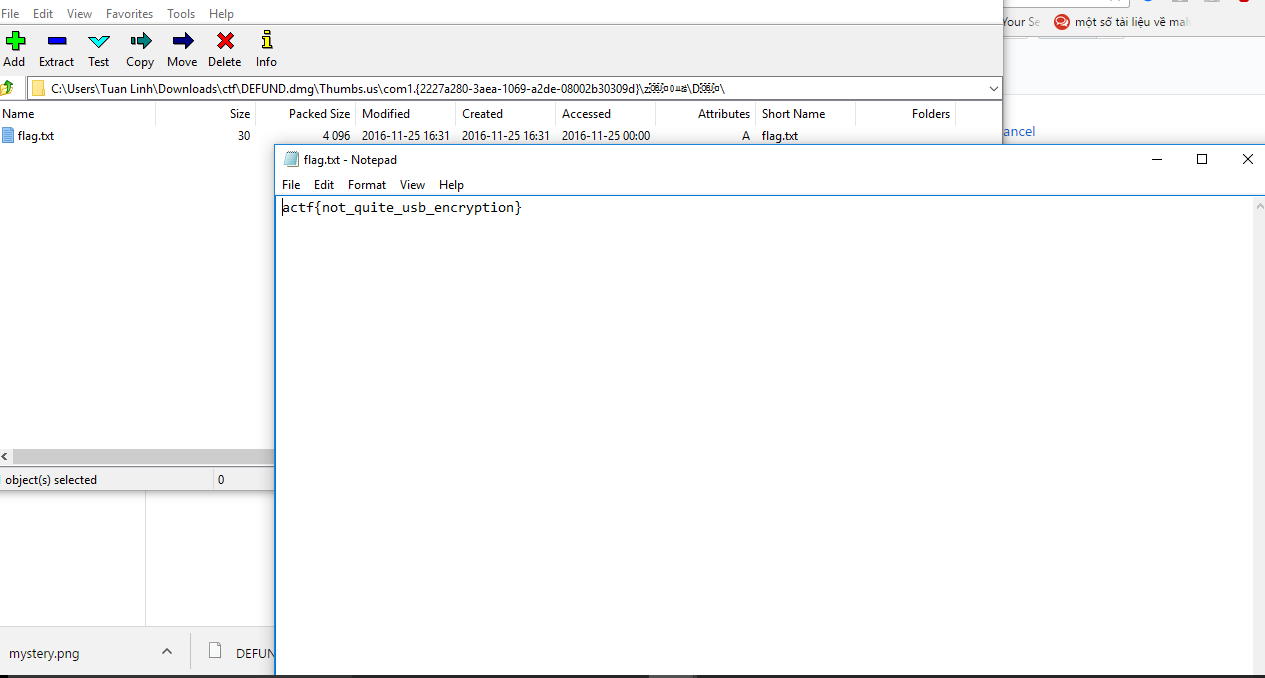 File Edit View Favorites Tools Help
Your Se
một số tài liệu về mal
Add Extract Test Copy Move Delete Info
C:\Users\Tuan Linh\Downloads\ctf\DEFUND.dmg\Thumbs.us\com1.{2227a280-3aea-1069-a2de-08002b30309d}\
Name Size Packed Size Modified Created Accessed Attributes Short Name Folders
ancel
flag.txt 30 4 096 2016-11-25 16:31 2016-11-25 16:31 2016-11-25 00:00 A flag.txt
flag.txt - Notepad
File Edit Format View Help
actf{not_quite_usb_encryption}
object(s) selected 0
mystery.png
DEFUN